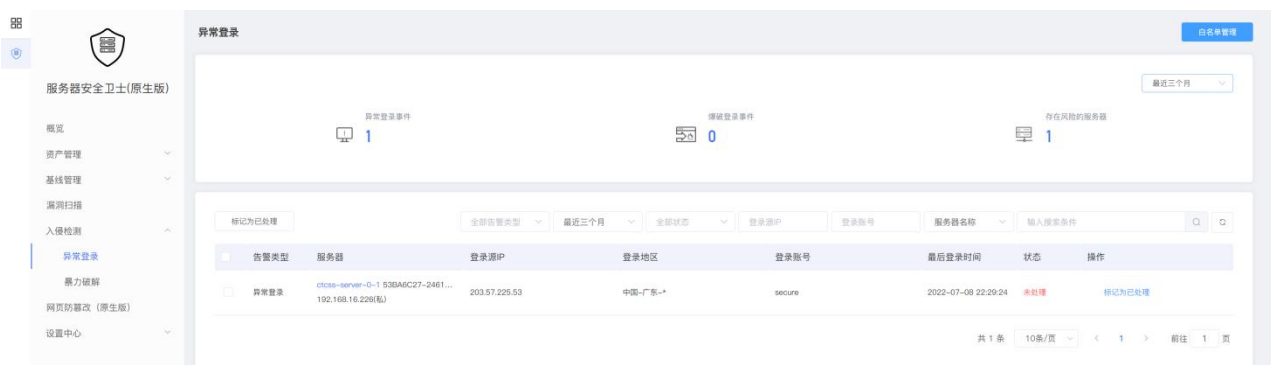 异常登录
白名单管理
服务器安全卫士(原生版)
最近三个月
异常登录事件
1
爆破登录事件
0
存在风险的服务器
1
概览
资产管理
基线管理
漏洞扫描
入侵检测
异常登录
暴力破解
网页防篡改（原生版）
设置中心
标记为已处理
全部告警类型
最近三个月
全部状态
登录源IP
登录账号
服务器名称
输入搜索条件
告警类型 服务器 登录源IP 登录地区 登录账号 最后登录时间 状态 操作
异常登录 ctcss-server-0-1 53BA6C27-2461... 203.57.225.53 中国-广东-* secure 2022-07-08 22:29:24 未处理 标记为已处理
192.168.16.226(私)
共 1 条 10条/页 < 1 > 前往 1 页